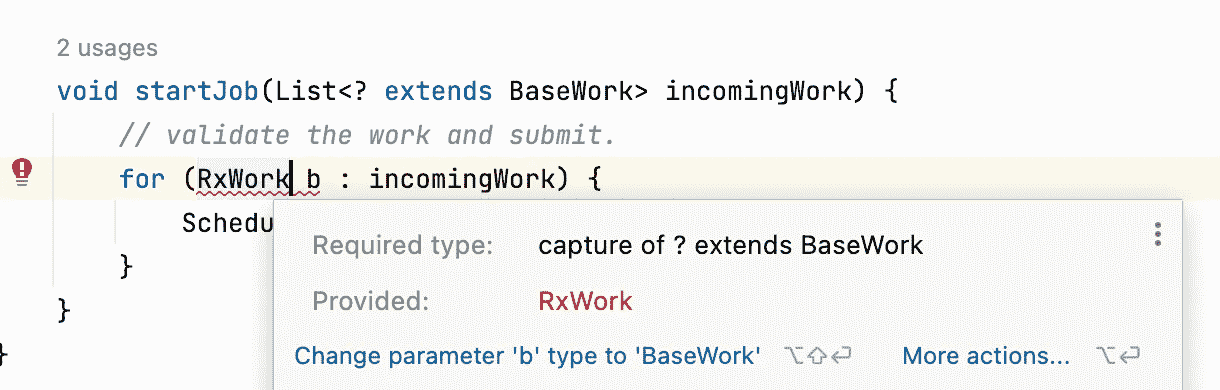 2 usages
void startJob(List<? extends BaseWork> incomingWork) {
// validate the work and submit.
for (RxWork b : incomingWork) {
Schedu
}
}
}
Required type: capture of ? extends BaseWork
Provided: RxWork
Change parameter 'b' type to 'BaseWork' ⌥⇧⏎ More actions... ⌥⏎